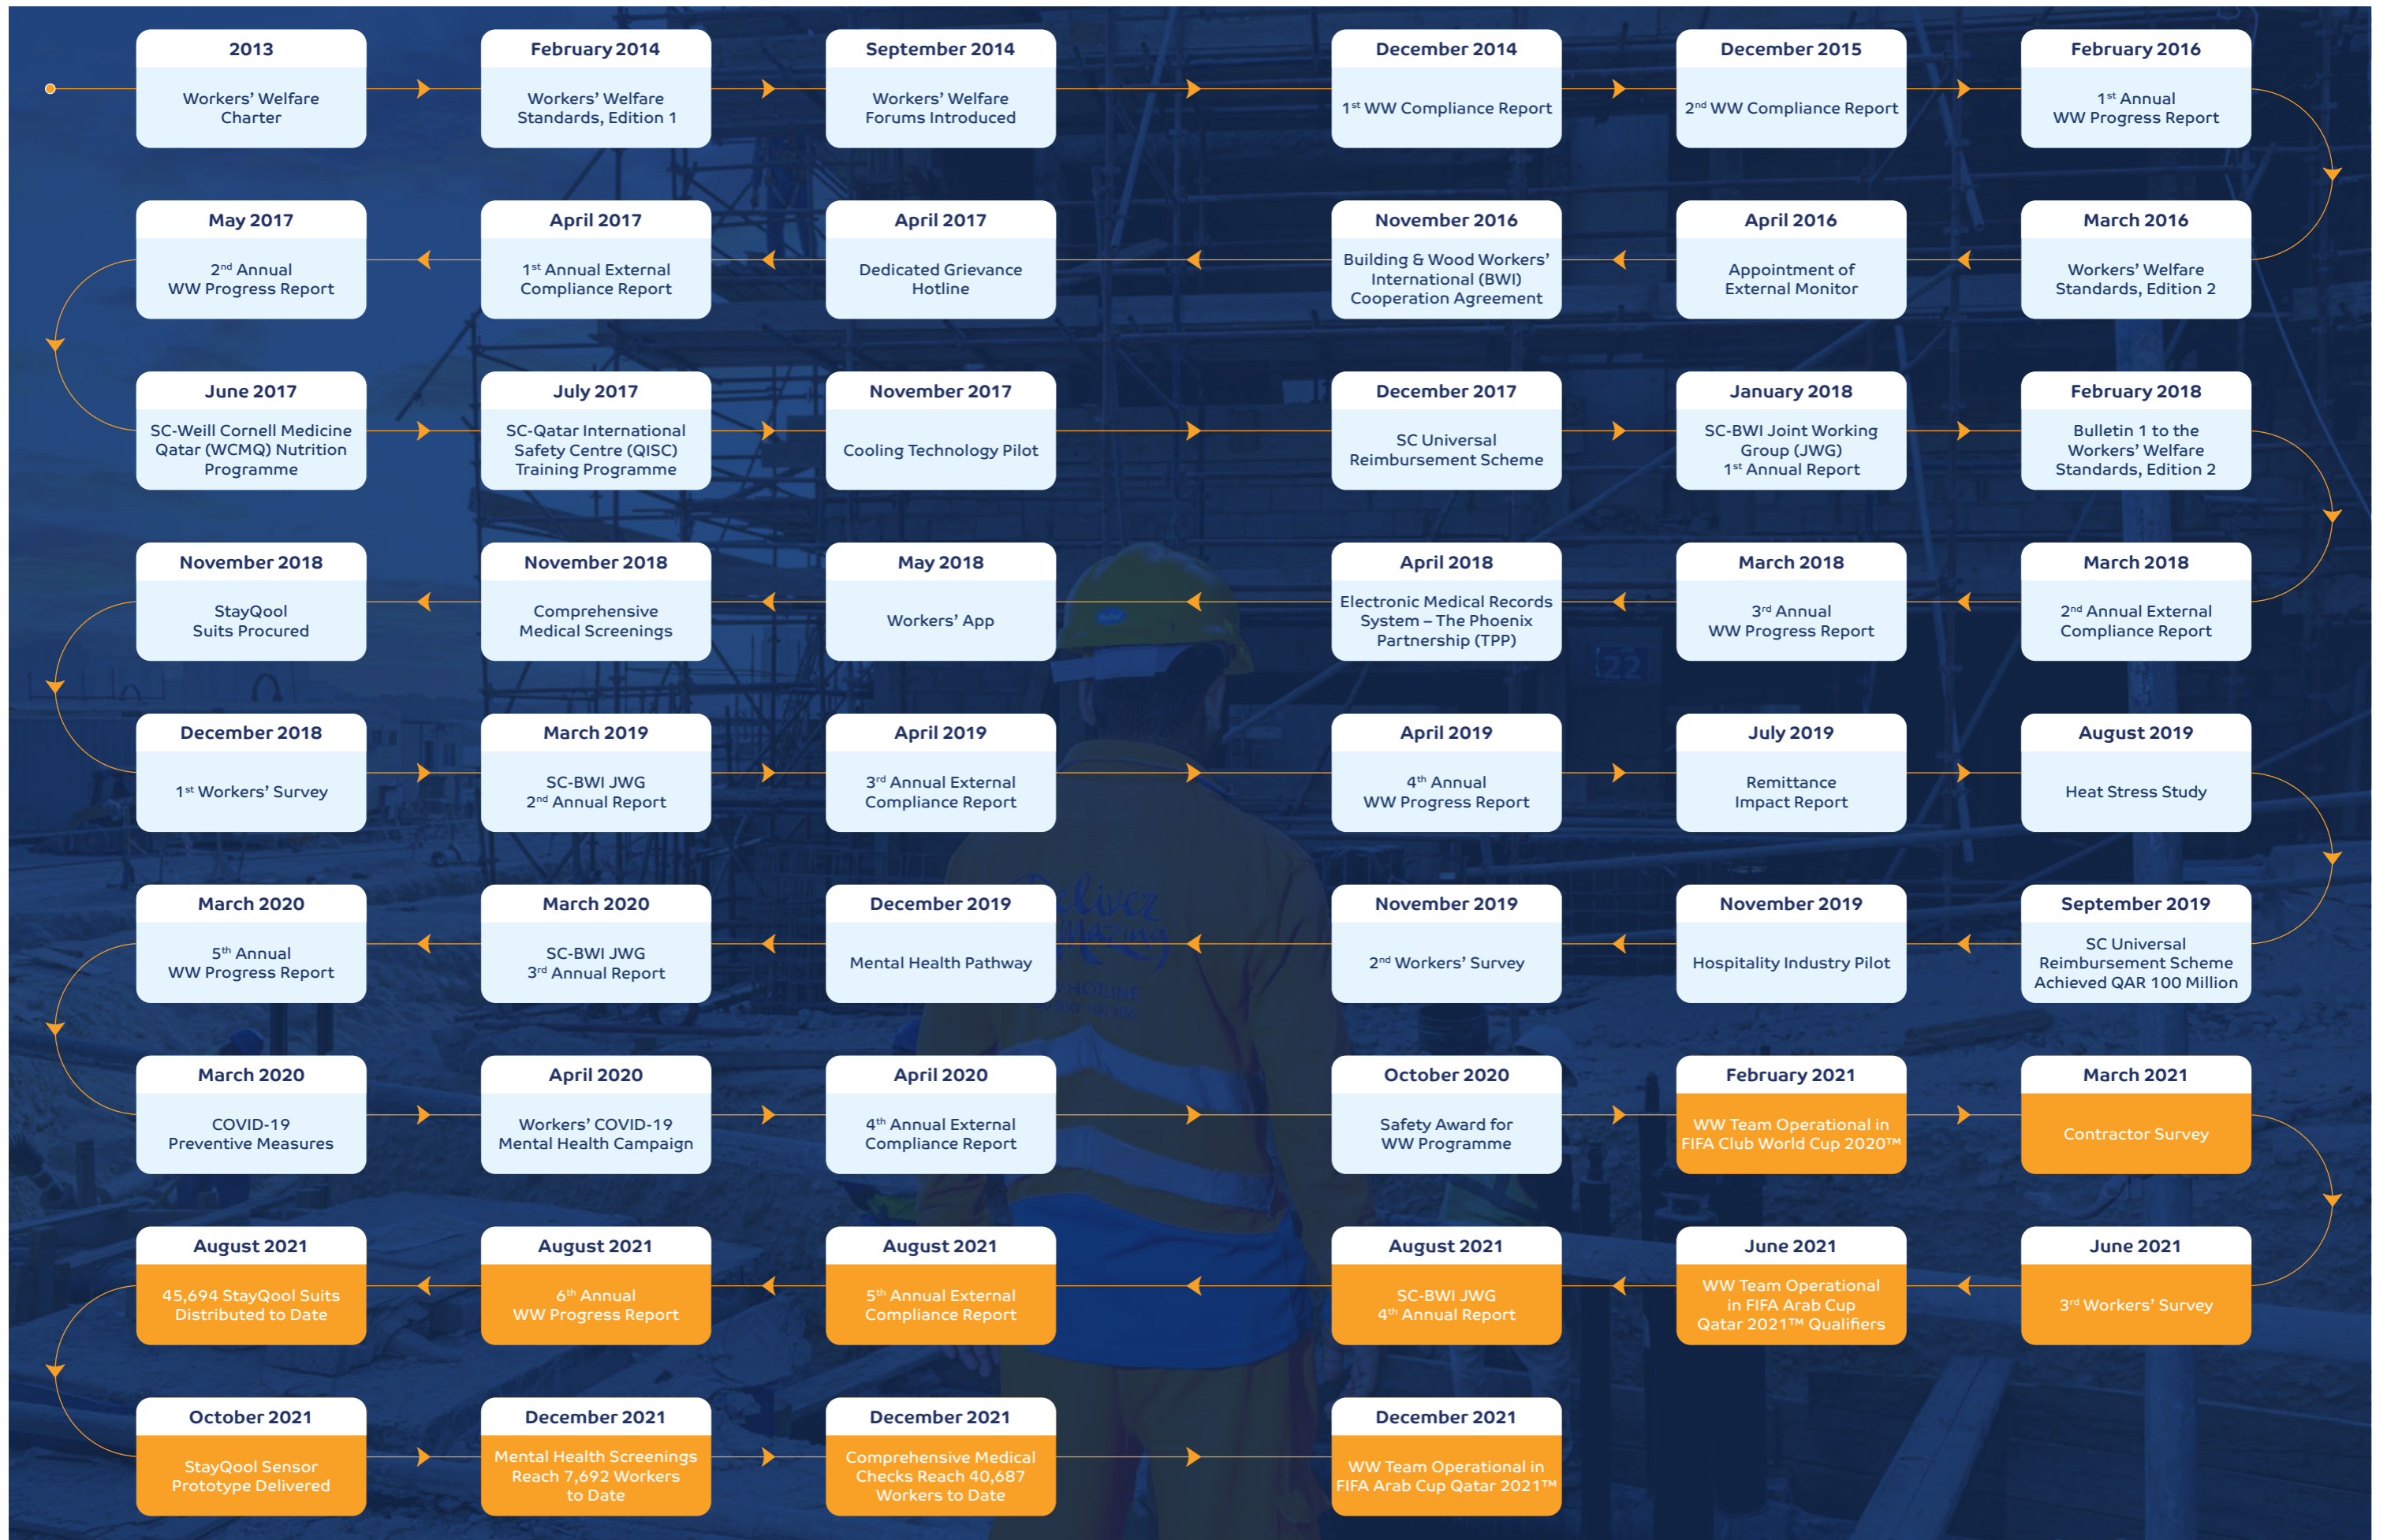 2013
Workers’ Welfare
Charter
February 2014
Workers’ Welfare
Standards, Edition 1
September 2014
Workers’ Welfare
Forums Introduced
December 2014
1st WW Compliance Report
December 2015
2nd WW Compliance Report
February 2016
1st Annual
WW Progress Report
March 2016
Workers’ Welfare
Standards, Edition 2
April 2016
Appointment of
External Monitor
November 2016
Building & Wood Workers’
International (BWI)
Cooperation Agreement
April 2017
Dedicated Grievance
Hotline
April 2017
1st Annual External
Compliance Report
May 2017
2nd Annual
WW Progress Report
June 2017
SC-Weill Cornell Medicine
Qatar (WCMQ) Nutrition
Programme
July 2017
SC-Qatar International
Safety Centre (QISC)
Training Programme
November 2017
Cooling Technology Pilot
December 2017
SC Universal
Reimbursement Scheme
January 2018
SC-BWI Joint Working
Group (JWG)
1st Annual Report
February 2018
Bulletin 1 to the
Workers’ Welfare
Standards, Edition 2
March 2018
2nd Annual External
Compliance Report
March 2018
3rd Annual
WW Progress Report
April 2018
Electronic Medical Records
System – The Phoenix
Partnership (TPP)
May 2018
Workers’ App
November 2018
Comprehensive
Medical Screenings
November 2018
StayQool
Suits Procured
22
December 2018
1st Workers’ Survey
March 2019
SC-BWI JWG
2nd Annual Report
April 2019
3rd Annual External
Compliance Report
April 2019
4th Annual
WW Progress Report
July 2019
Remittance
Impact Report
August 2019
Heat Stress Study
September 2019
SC Universal
Reimbursement Scheme
Achieved QAR 100 Million
November 2019
Hospitality Industry Pilot
November 2019
2nd Workers’ Survey
December 2019
Mental Health Pathway
March 2020
SC-BWI JWG
3rd Annual Report
March 2020
5th Annual
WW Progress Report
HOTLINE
March 2020
COVID-19
Preventive Measures
April 2020
Workers’ COVID-19
Mental Health Campaign
April 2020
4th Annual External
Compliance Report
October 2020
Safety Award for
WW Programme
February 2021
WW Team Operational in
FIFA Club World Cup 2020™
March 2021
Contractor Survey
June 2021
3rd Workers’ Survey
June 2021
WW Team Operational
in FIFA Arab Cup
Qatar 2021™ Qualifiers
August 2021
SC-BWI JWG
4th Annual Report
August 2021
5th Annual External
Compliance Report
August 2021
6th Annual
WW Progress Report
August 2021
45,694 StayQool Suits
Distributed to Date
October 2021
StayQool Sensor
Prototype Delivered
December 2021
Mental Health Screenings
Reach 7,692 Workers
to Date
December 2021
Comprehensive Medical
Checks Reach 40,687
Workers to Date
December 2021
WW Team Operational in
FIFA Arab Cup Qatar 2021™